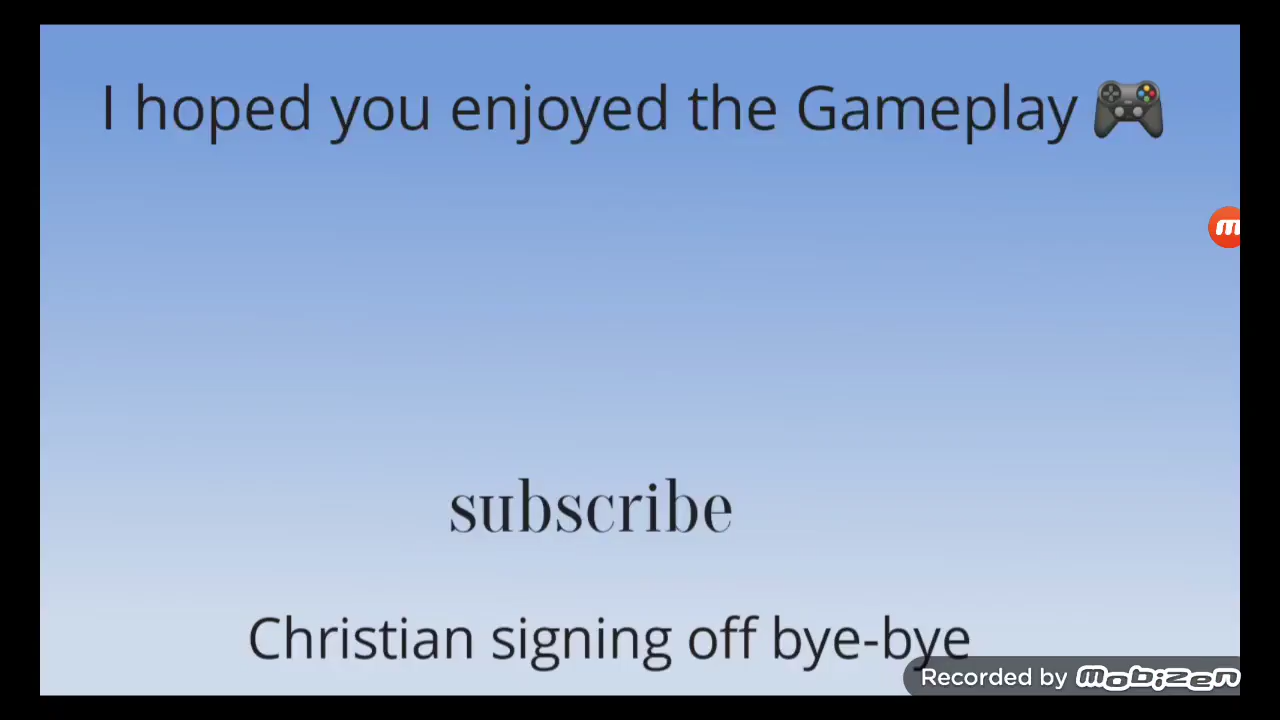 I hoped you enjoyed the Gameplay 🎮
m
subscribe
Christian signing off bye-bye
Recorded by mobizen